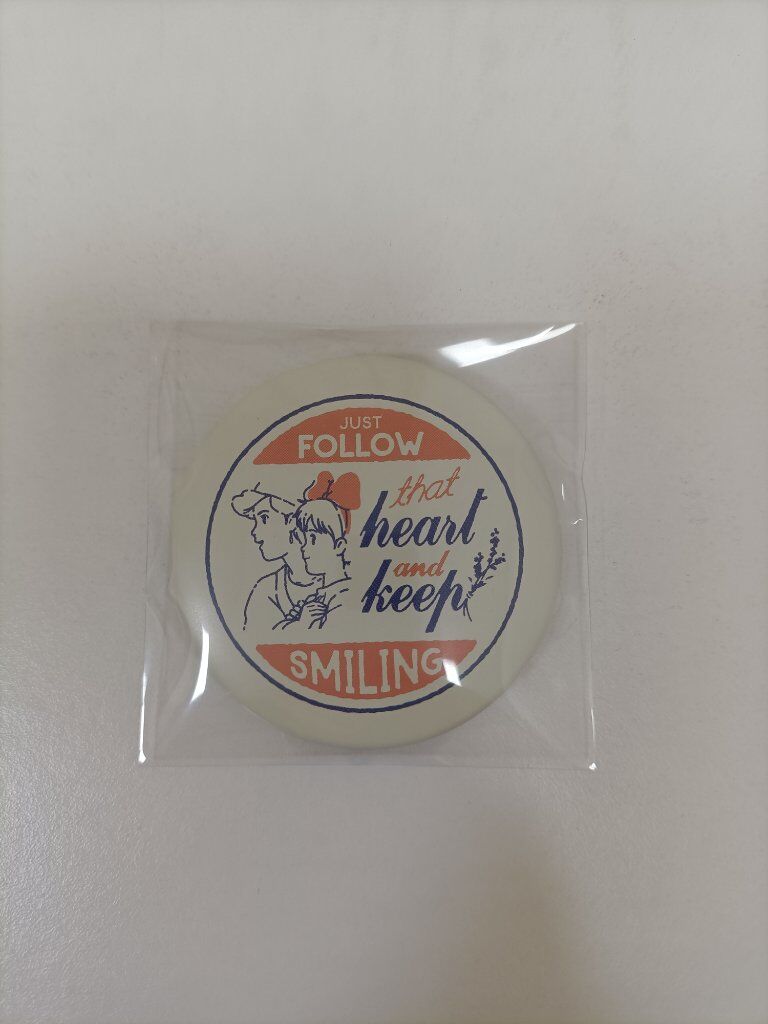 JUST
FOLLOW
that
heart
and
keep
SMILING